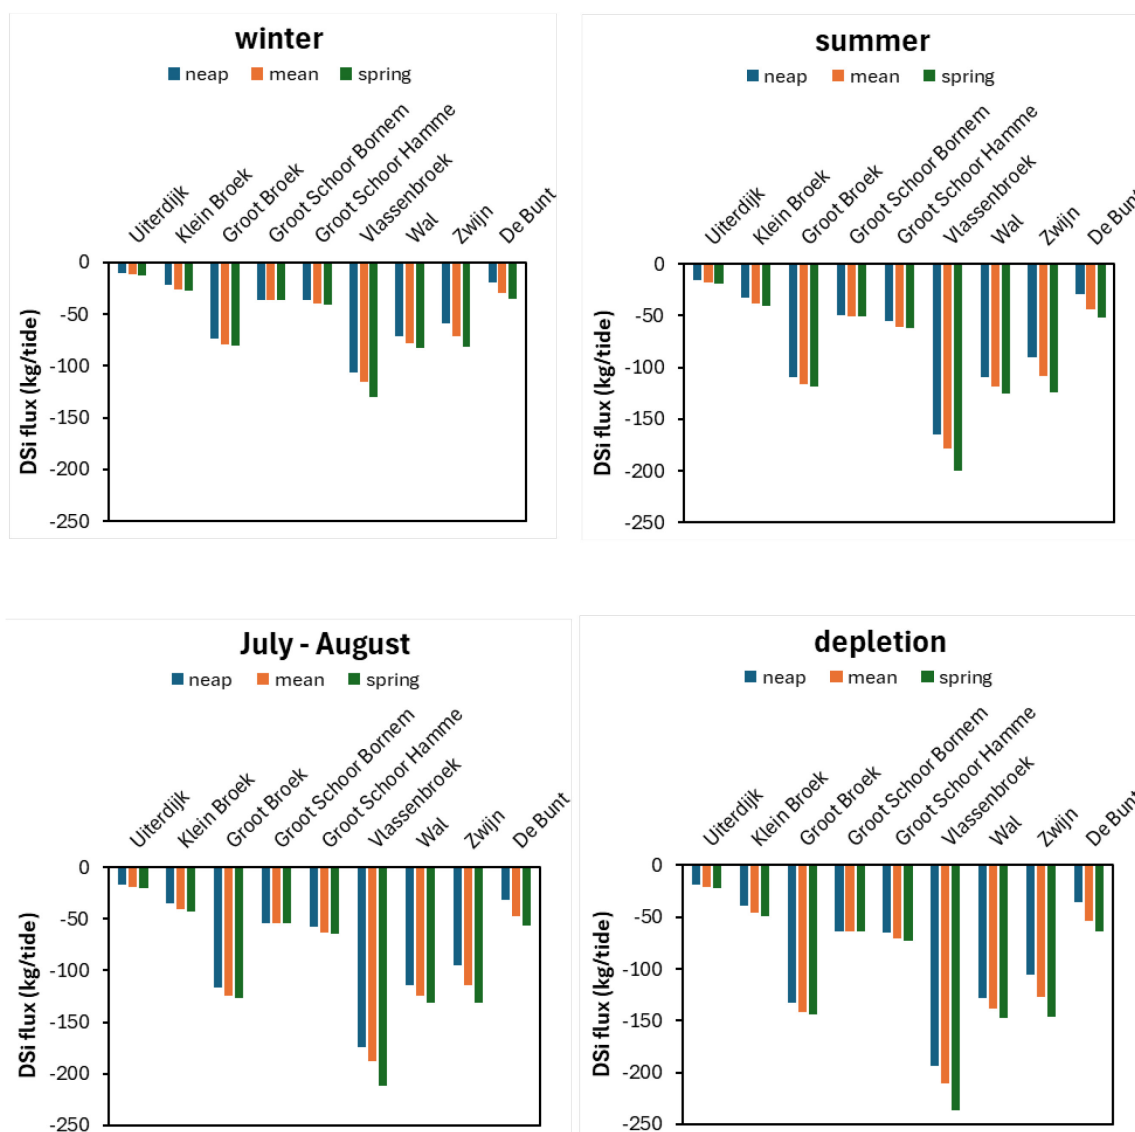 winter
neap mean spring
Uiterdijk
Klein Broek
Groot Broek
Groot Schoor Bornem
Groot Schoor Hamme
Vlassenbroek
Wal
Zwijn
De Bunt
DSi flux (kg/tide)
0
-50
-100
-150
-200
-250
summer
neap mean spring
Uiterdijk
Klein Broek
Groot Broek
Groot Schoor Bornem
Groot Schoor Hamme
Vlassenbroek
Wal
Zwijn
De Bunt
DSi flux (kg/tide)
0
-50
-100
-150
-200
-250
July - August
neap mean spring
Uiterdijk
Klein Broek
Groot Broek
Groot Schoor Bornem
Groot Schoor Hamme
Vlassenbroek
Wal
Zwijn
De Bunt
DSi flux (kg/tide)
0
-50
-100
-150
-200
-250
depletion
neap mean spring
Uiterdijk
Klein Broek
Groot Broek
Groot Schoor Bornem
Groot Schoor Hamme
Vlassenbroek
Wal
Zwijn
De Bunt
DSi flux (kg/tide)
0
-50
-100
-150
-200
-250